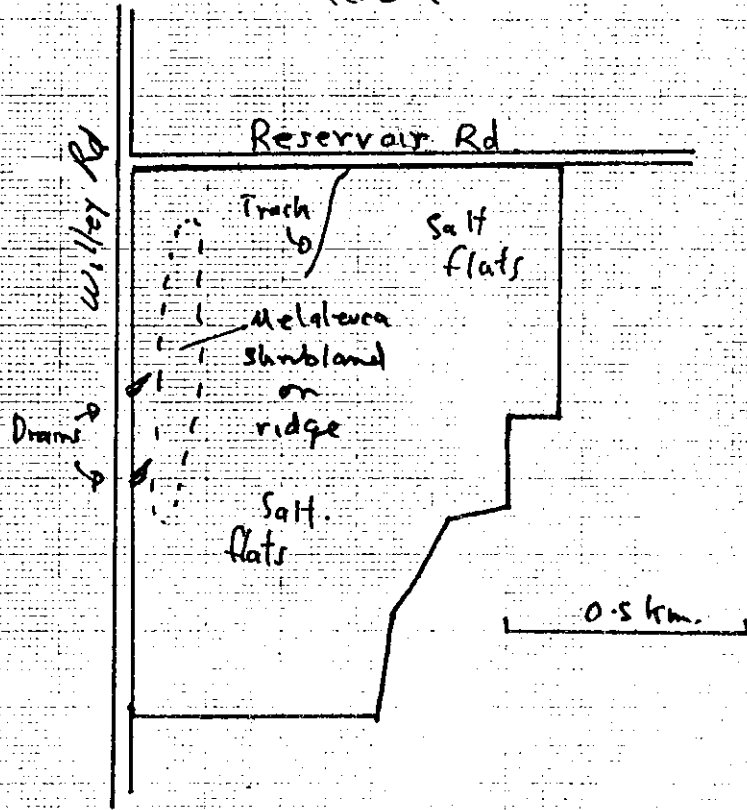 Reservoir Rd
Willey Rd
Track
Salt
flats
Melaleuca
shrubland
on
ridge
Drains
Salt.
flats
0.5 km.